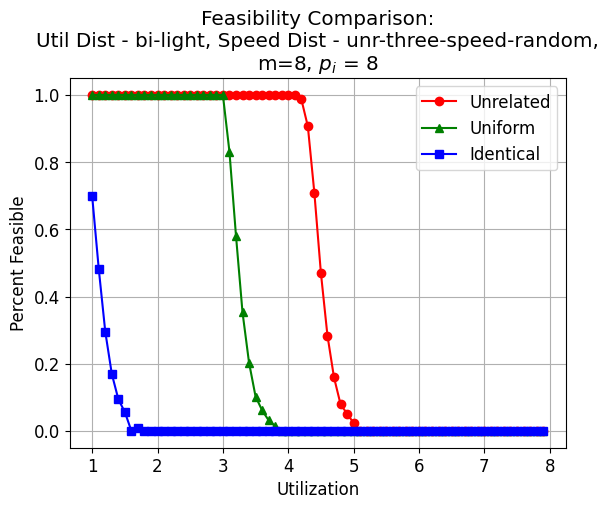 Feasibility Comparison:
Util Dist - bi-light, Speed Dist - unr-three-speed-random,
m=8, $p_i$ = 8
Unrelated
Uniform
Identical
Percent Feasible
1.0
0.8
0.6
0.4
0.2
0.0
1 2 3 4 5 6 7 8
Utilization